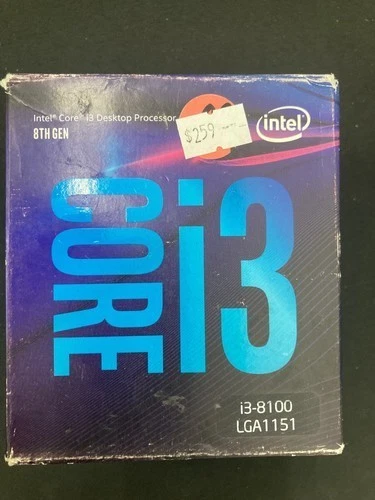 Intel® Core™ i3 Desktop Processor
8TH GEN
$259
intel®
CORE i3
i3-8100
LGA1151